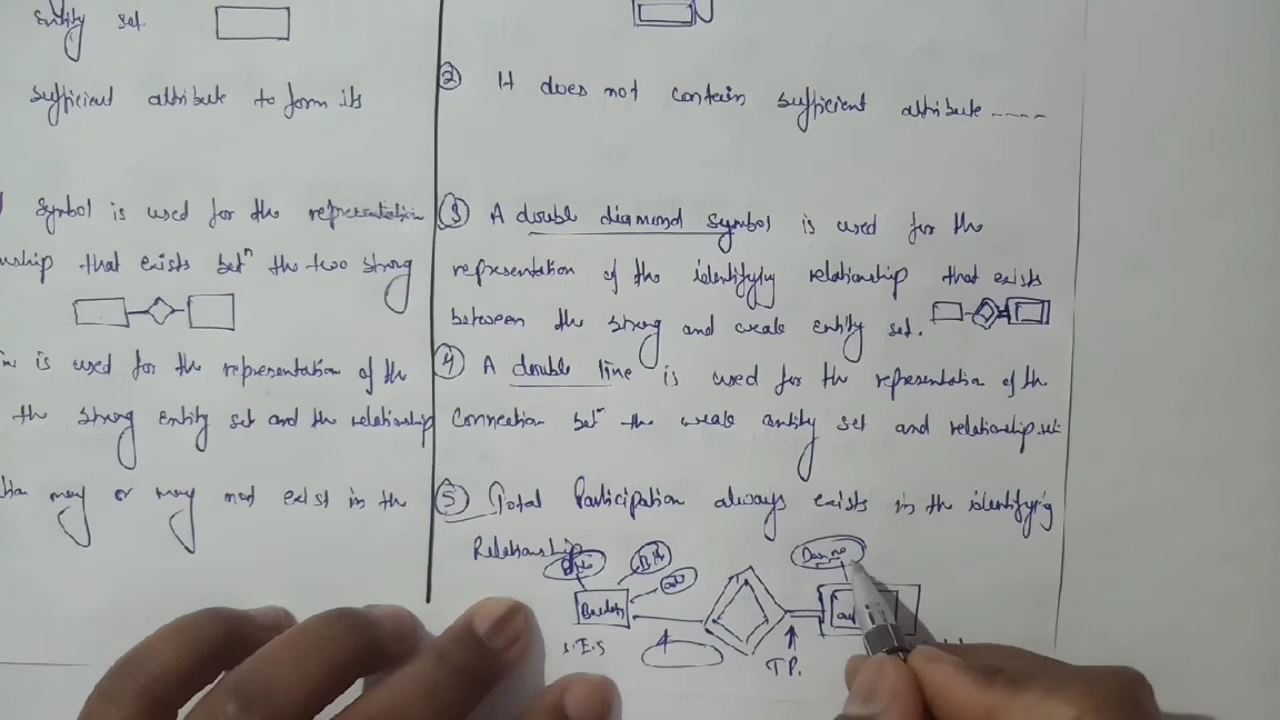 Entity set
sufficient attribute to form its
symbol is used for the representation
nship that exists betn the two strong
is used for the representation of the
the strong entity set and the relationship
may or may not exist in the
② It does not contain sufficient attribute -----
③ A double diamond symbol is used for the
representation of the identifying relationship that exists
between the strong and weak entity set.
④ A double line is used for the representation of the
connection betn the weak entity set and relationship set
⑤ Total Participation always exists in the identifying
Relationship
S.E.S
T P.